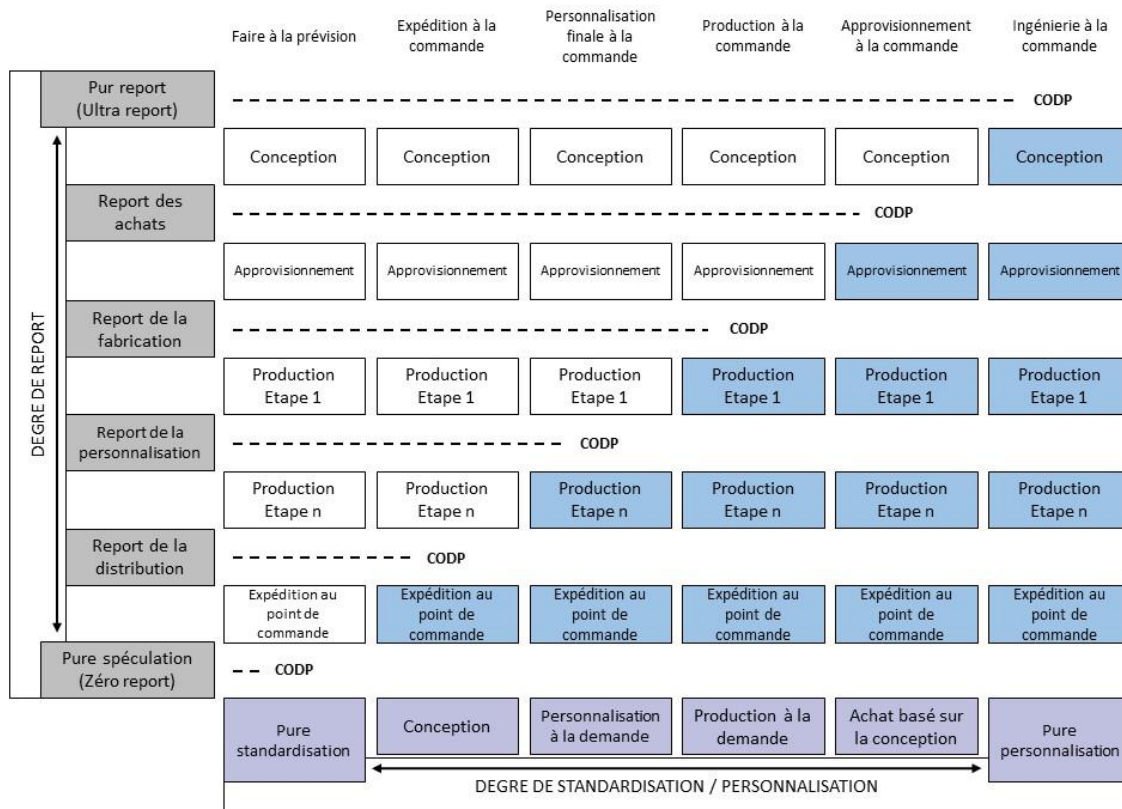 Faire à la prévision
Expédition à la
commande
Personnalisation
finale à la
commande
Production à la
commande
Approvisionnement
à la commande
Ingénierie à la
commande
Pur report
(Ultra report)
CODP
Conception
Conception
Conception
Conception
Conception
Conception
Report des
achats
CODP
Approvisionnement
Approvisionnement
Approvisionnement
Approvisionnement
Approvisionnement
Approvisionnement
Report de la
fabrication
CODP
Production
Etape 1
Production
Etape 1
Production
Etape 1
Production
Etape 1
Production
Etape 1
Production
Etape 1
Report de la
personnalisation
CODP
Production
Etape n
Production
Etape n
Production
Etape n
Production
Etape n
Production
Etape n
Production
Etape n
Report de la
distribution
CODP
Expédition au
point de
commande
Expédition au
point de
commande
Expédition au
point de
commande
Expédition au
point de
commande
Expédition au
point de
commande
Expédition au
point de
commande
Pure spéculation
(Zéro report)
CODP
Pure
standardisation
Conception
Personnalisation
à la demande
Production à la
demande
Achat basé sur
la conception
Pure
personnalisation
DEGRE DE STANDARDISATION / PERSONNALISATION
DEGRE DE REPORT